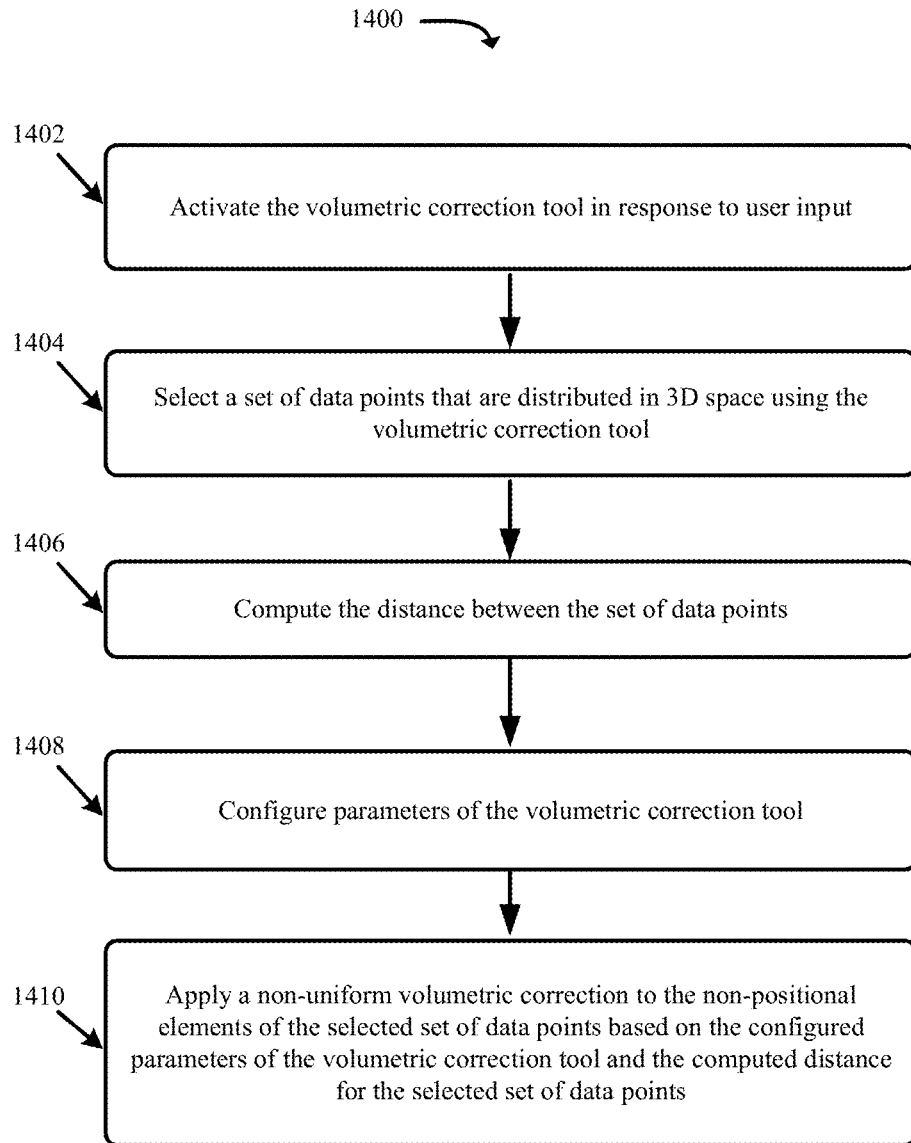 1400
1402
Activate the volumetric correction tool in response to user input
1404
Select a set of data points that are distributed in 3D space using the
volumetric correction tool
1406
Compute the distance between the set of data points
1408
Configure parameters of the volumetric correction tool
1410
Apply a non-uniform volumetric correction to the non-positional
elements of the selected set of data points based on the configured
parameters of the volumetric correction tool and the computed distance
for the selected set of data points